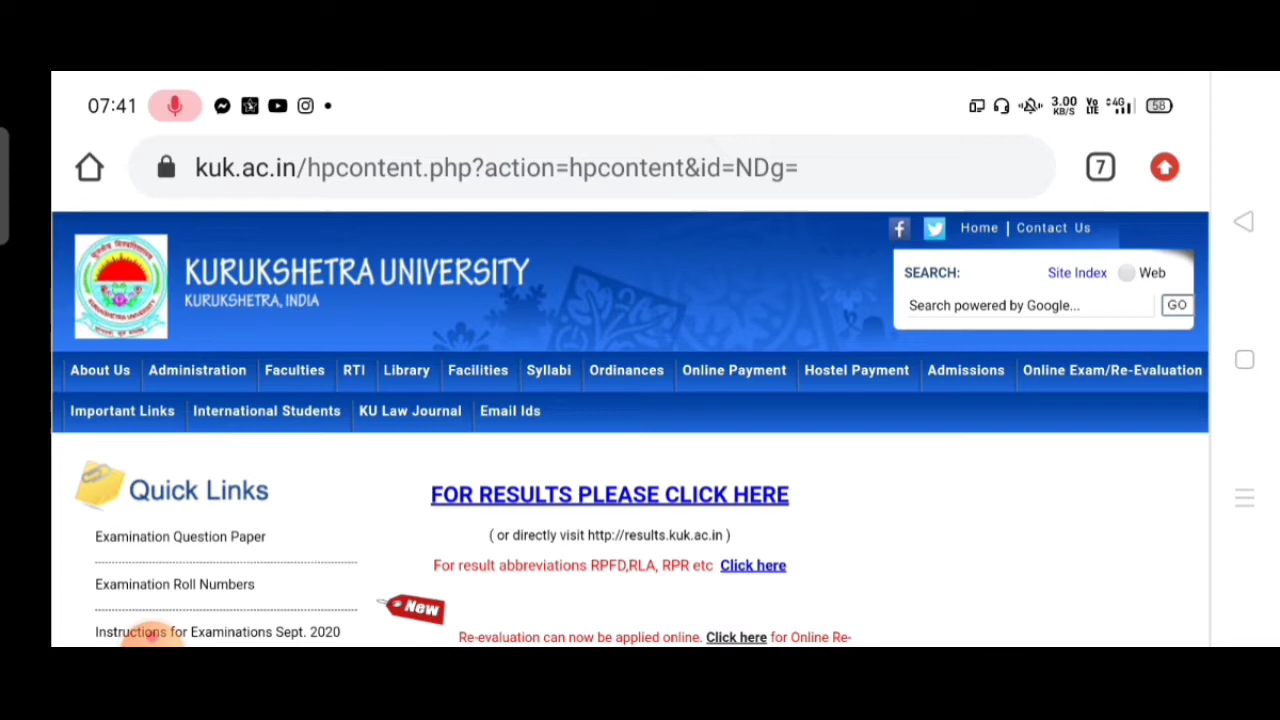 07:41
3.00 KB/S Vo LTE 4G 58
kuk.ac.in/hpcontent.php?action=hpcontent&id=NDg=
7
Home | Contact Us
KURUKSHETRA UNIVERSITY
KURUKSHETRA, INDIA
SEARCH: Site Index Web
Search powered by Google... GO
About Us Administration Faculties RTI Library Facilities Syllabi Ordinances Online Payment Hostel Payment Admissions Online Exam/Re-Evaluation
Important Links International Students KU Law Journal Email Ids
Quick Links
Examination Question Paper
Examination Roll Numbers
Instructions for Examinations Sept. 2020
FOR RESULTS PLEASE CLICK HERE
( or directly visit http://results.kuk.ac.in )
For result abbreviations RPFD,RLA, RPR etc Click here
New
Re-evaluation can now be applied online. Click here for Online Re-